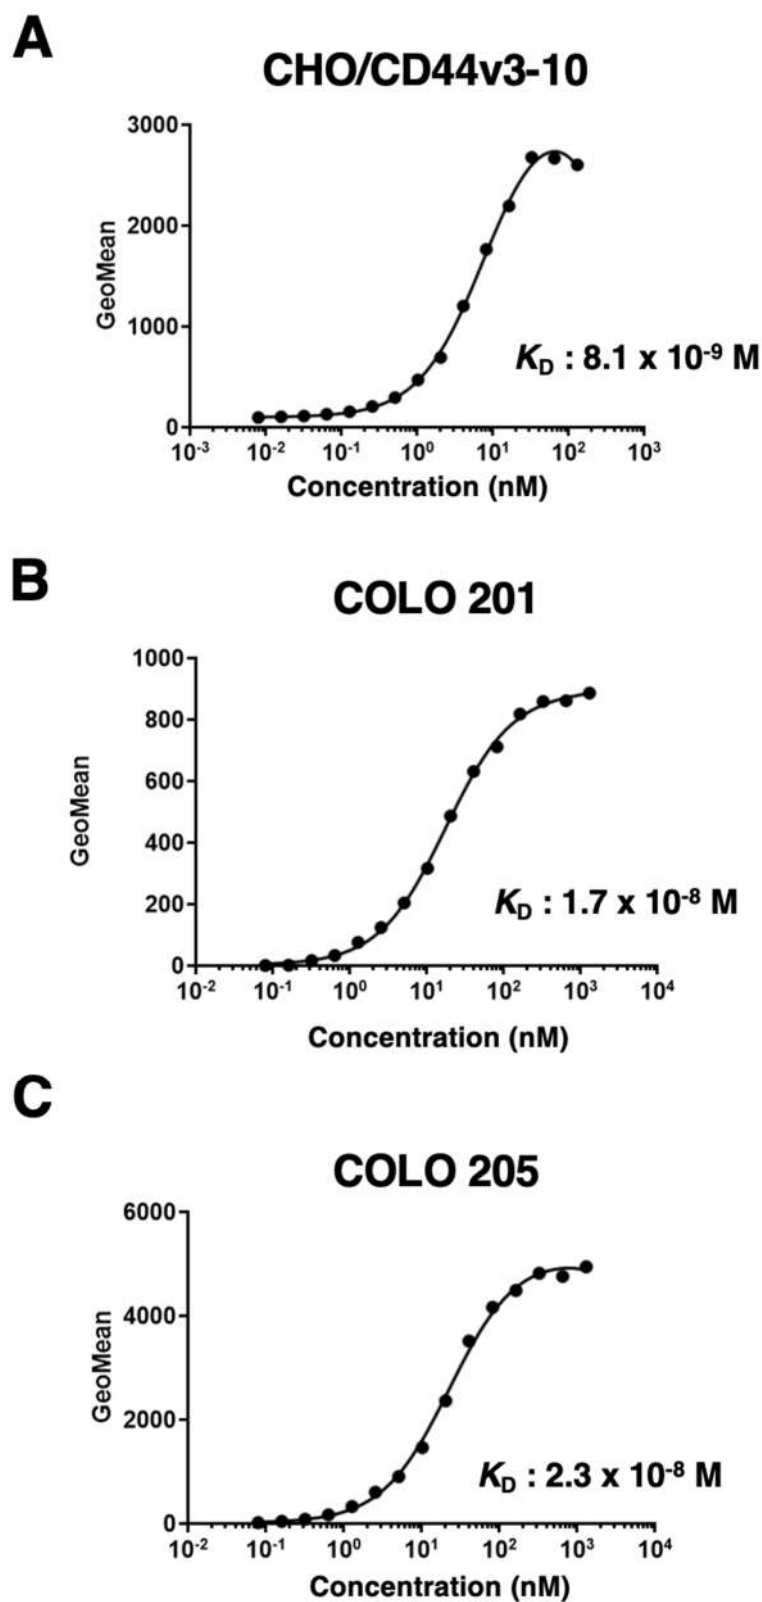 A
CHO/CD44v3-10
3000
2000
1000
0
GeoMean
K_D : 8.1 x 10⁻⁹ M
10⁻³ 10⁻² 10⁻¹ 10⁰ 10¹ 10² 10³
Concentration (nM)
B
COLO 201
1000
800
600
400
200
0
GeoMean
K_D : 1.7 x 10⁻⁸ M
10⁻² 10⁻¹ 10⁰ 10¹ 10² 10³ 10⁴
Concentration (nM)
C
COLO 205
6000
4000
2000
0
GeoMean
K_D : 2.3 x 10⁻⁸ M
10⁻² 10⁻¹ 10⁰ 10¹ 10² 10³ 10⁴
Concentration (nM)